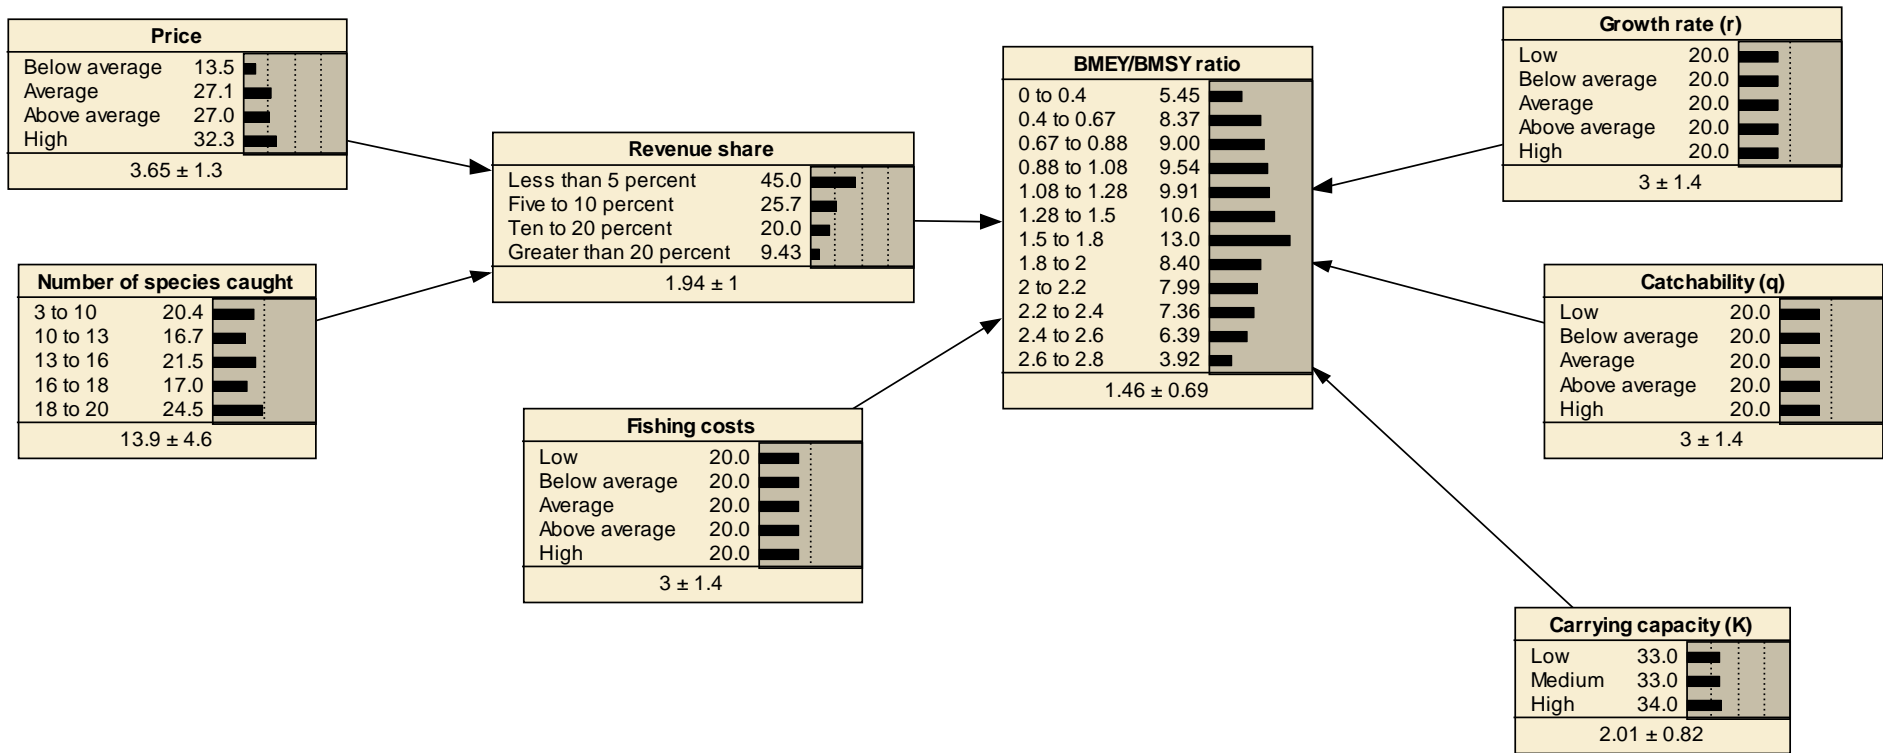 Price
Below average 13.5
Average 27.1
Above average 27.0
High 32.3
3.65 ± 1.3
Number of species caught
3 to 10 20.4
10 to 13 16.7
13 to 16 21.5
16 to 18 17.0
18 to 20 24.5
13.9 ± 4.6
Revenue share
Less than 5 percent 45.0
Five to 10 percent 25.7
Ten to 20 percent 20.0
Greater than 20 percent 9.43
1.94 ± 1
Fishing costs
Low 20.0
Below average 20.0
Average 20.0
Above average 20.0
High 20.0
3 ± 1.4
BMEY/BMSY ratio
0 to 0.4 5.45
0.4 to 0.67 8.37
0.67 to 0.88 9.00
0.88 to 1.08 9.54
1.08 to 1.28 9.91
1.28 to 1.5 10.6
1.5 to 1.8 13.0
1.8 to 2 8.40
2 to 2.2 7.99
2.2 to 2.4 7.36
2.4 to 2.6 6.39
2.6 to 2.8 3.92
1.46 ± 0.69
Growth rate (r)
Low 20.0
Below average 20.0
Average 20.0
Above average 20.0
High 20.0
3 ± 1.4
Catchability (q)
Low 20.0
Below average 20.0
Average 20.0
Above average 20.0
High 20.0
3 ± 1.4
Carrying capacity (K)
Low 33.0
Medium 33.0
High 34.0
2.01 ± 0.82